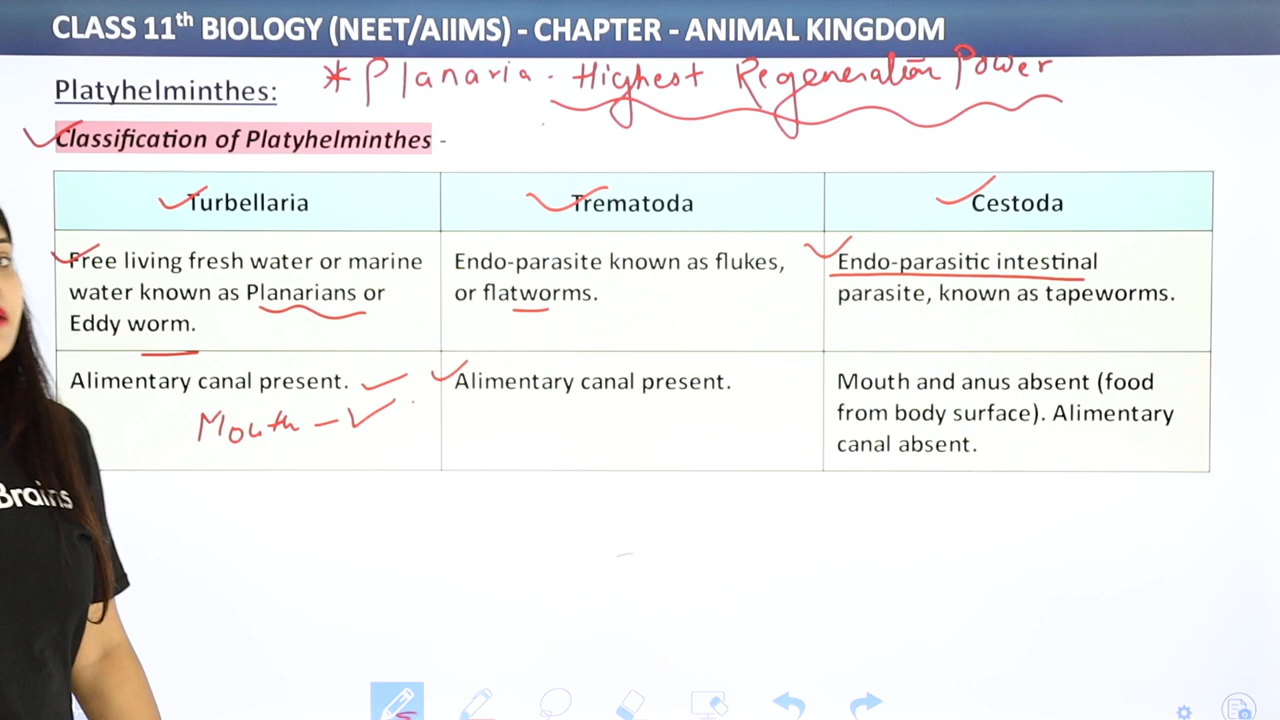 CLASS 11th BIOLOGY (NEET/AIIMS) - CHAPTER - ANIMAL KINGDOM
* Planaria - Highest Regeneration Power
Platyhelminthes:
Classification of Platyhelminthes -
Turbellaria
Trematoda
Cestoda
Free living fresh water or marine
water known as Planarians or
Eddy worm.
Endo-parasite known as flukes,
or flatworms.
Endo-parasitic intestinal
parasite, known as tapeworms.
Alimentary canal present.
Mouth -
Alimentary canal present.
Mouth and anus absent (food
from body surface). Alimentary
canal absent.
Brains